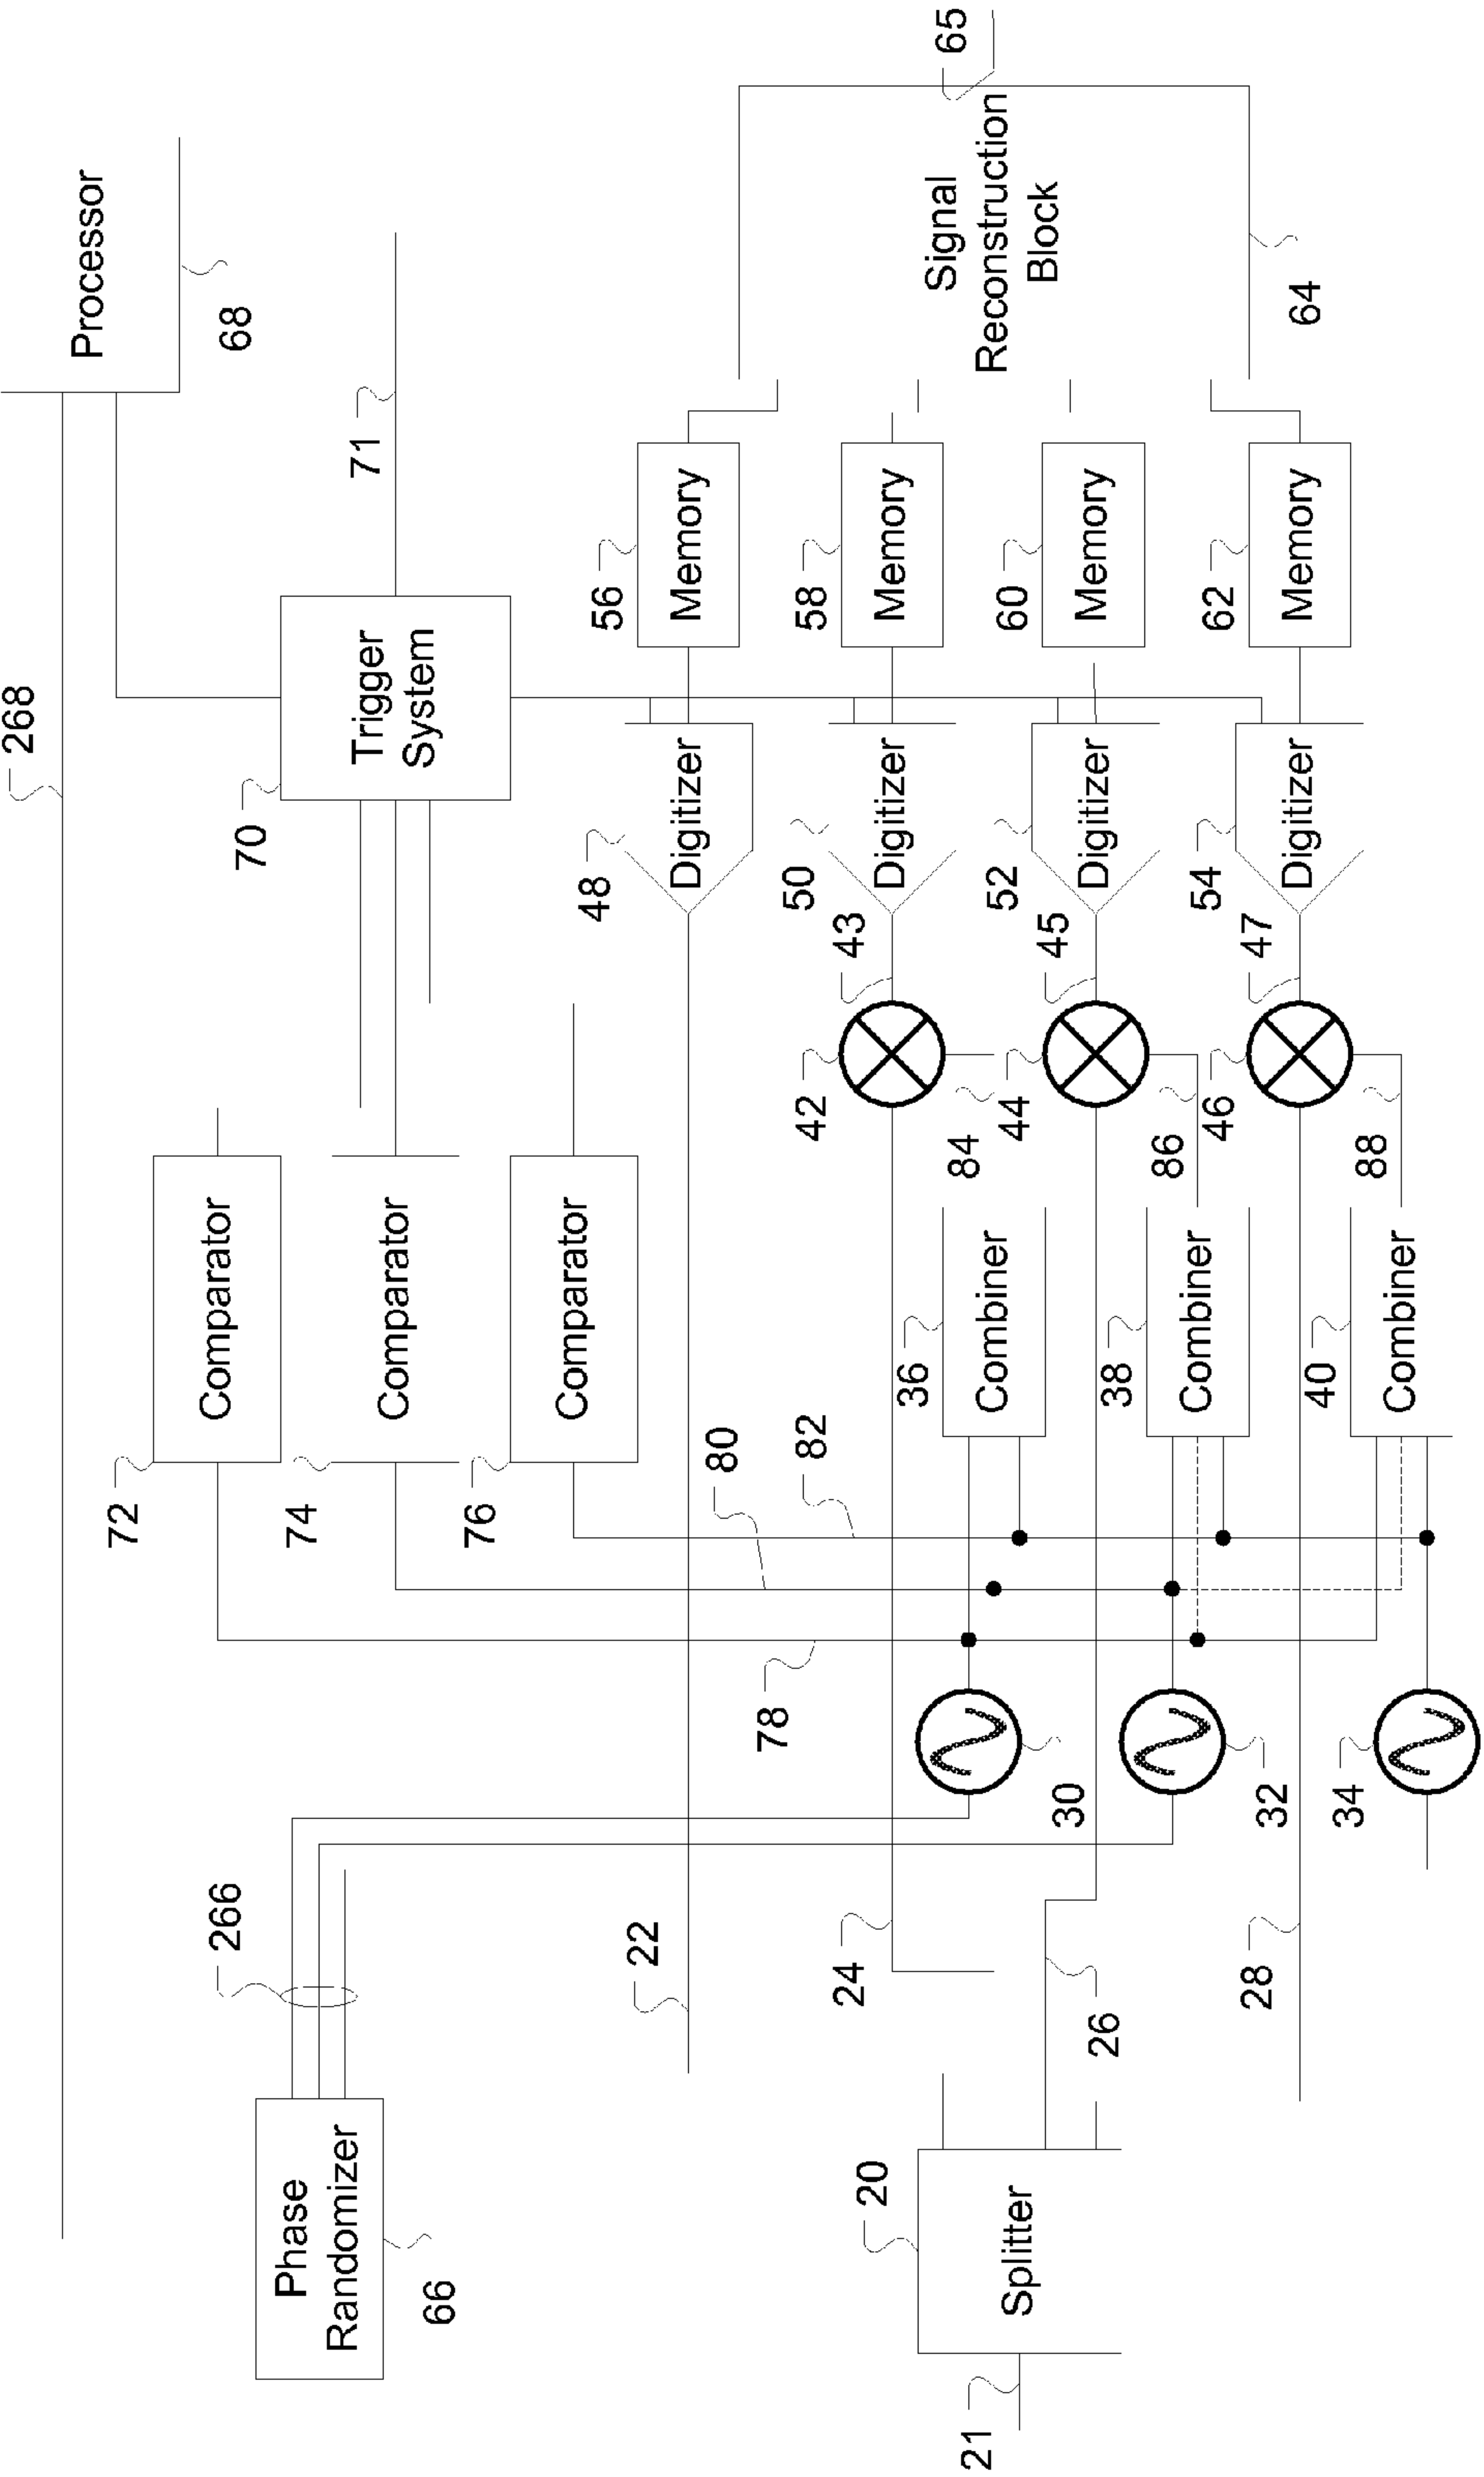 268
Processor
68
72
Comparator
266
70
Phase
Randomizer
66
74
Comparator
Trigger
System
71
76
Comparator
48
56
22
Digitizer
Memory
80
78
82
42
50
58
24
43
Digitizer
Memory
20
36
65
Signal
Reconstruction
Block
21
Splitter
Combiner
84
44
52
60
30
45
Digitizer
Memory
26
38
86
Combiner
46
54
62
28
47
32
Digitizer
Memory
64
34
40
88
Combiner